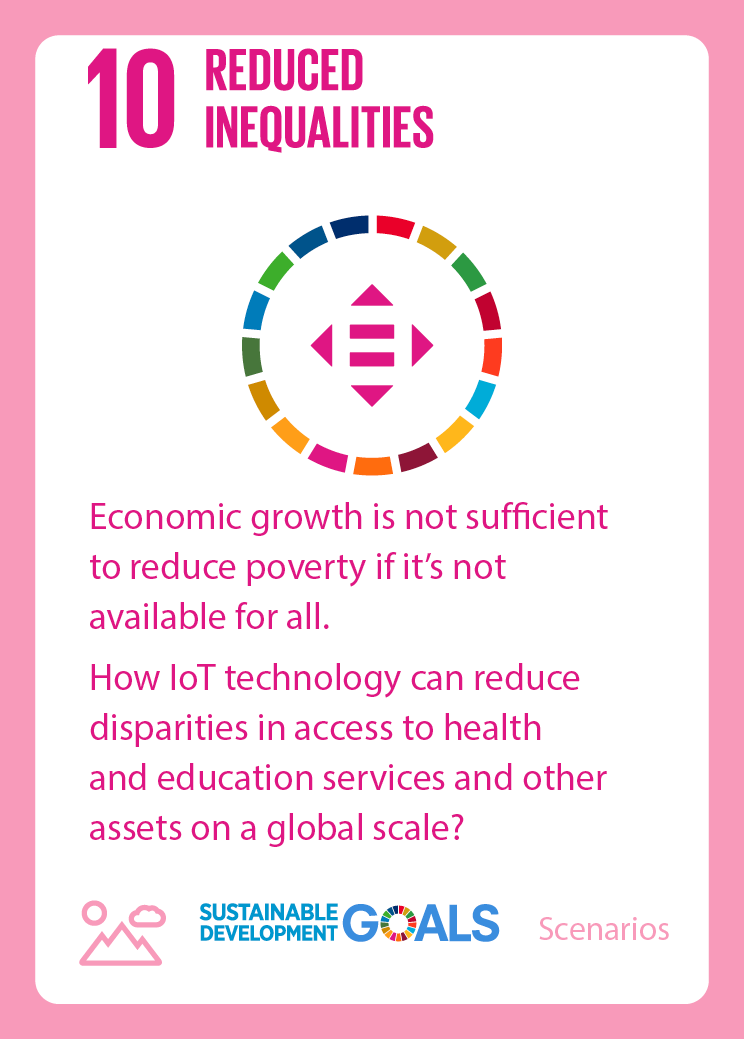 10 REDUCED
INEQUALITIES
Economic growth is not sufficient
to reduce poverty if it’s not
available for all.
How IoT technology can reduce
disparities in access to health
and education services and other
assets on a global scale?
SUSTAINABLE
DEVELOPMENT GOALS
Scenarios